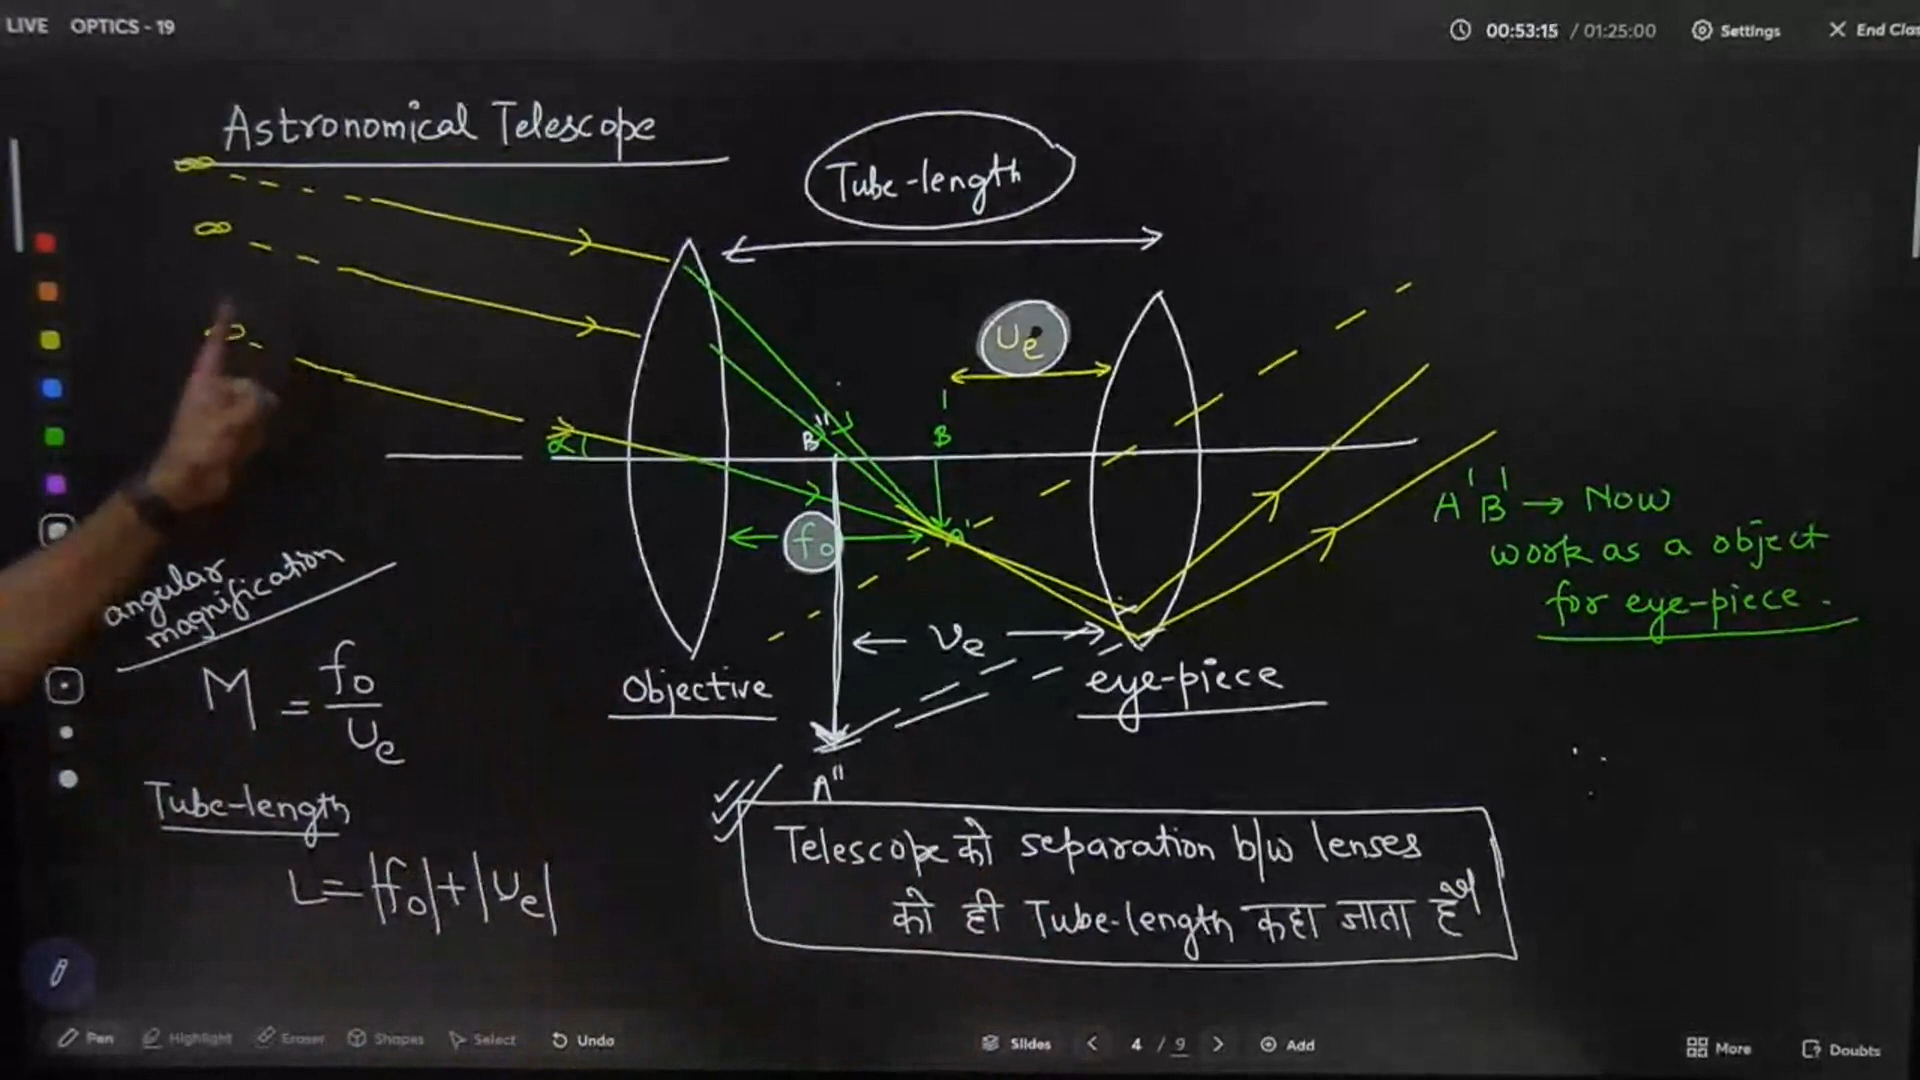 LIVE OPTICS - 19
00:53:15 / 01:25:00
Settings
End Clas
Astronomical Telescope
Tube-length
∞
∞
∞
Ue
B''
B'
α
A'
fo
A'B' → Now
work as a object
for eye-piece.
angular
magnification
M = fo/Ue
Ve
Objective
eye-piece
A''
Tube-length
L = |fo| + |Ue|
Telescope को separation b/w lenses
को ही Tube-length कहा जाता है।
Pen Highlight Eraser Shapes Select Undo
Slides < 4 / 9 > Add
More Doubts